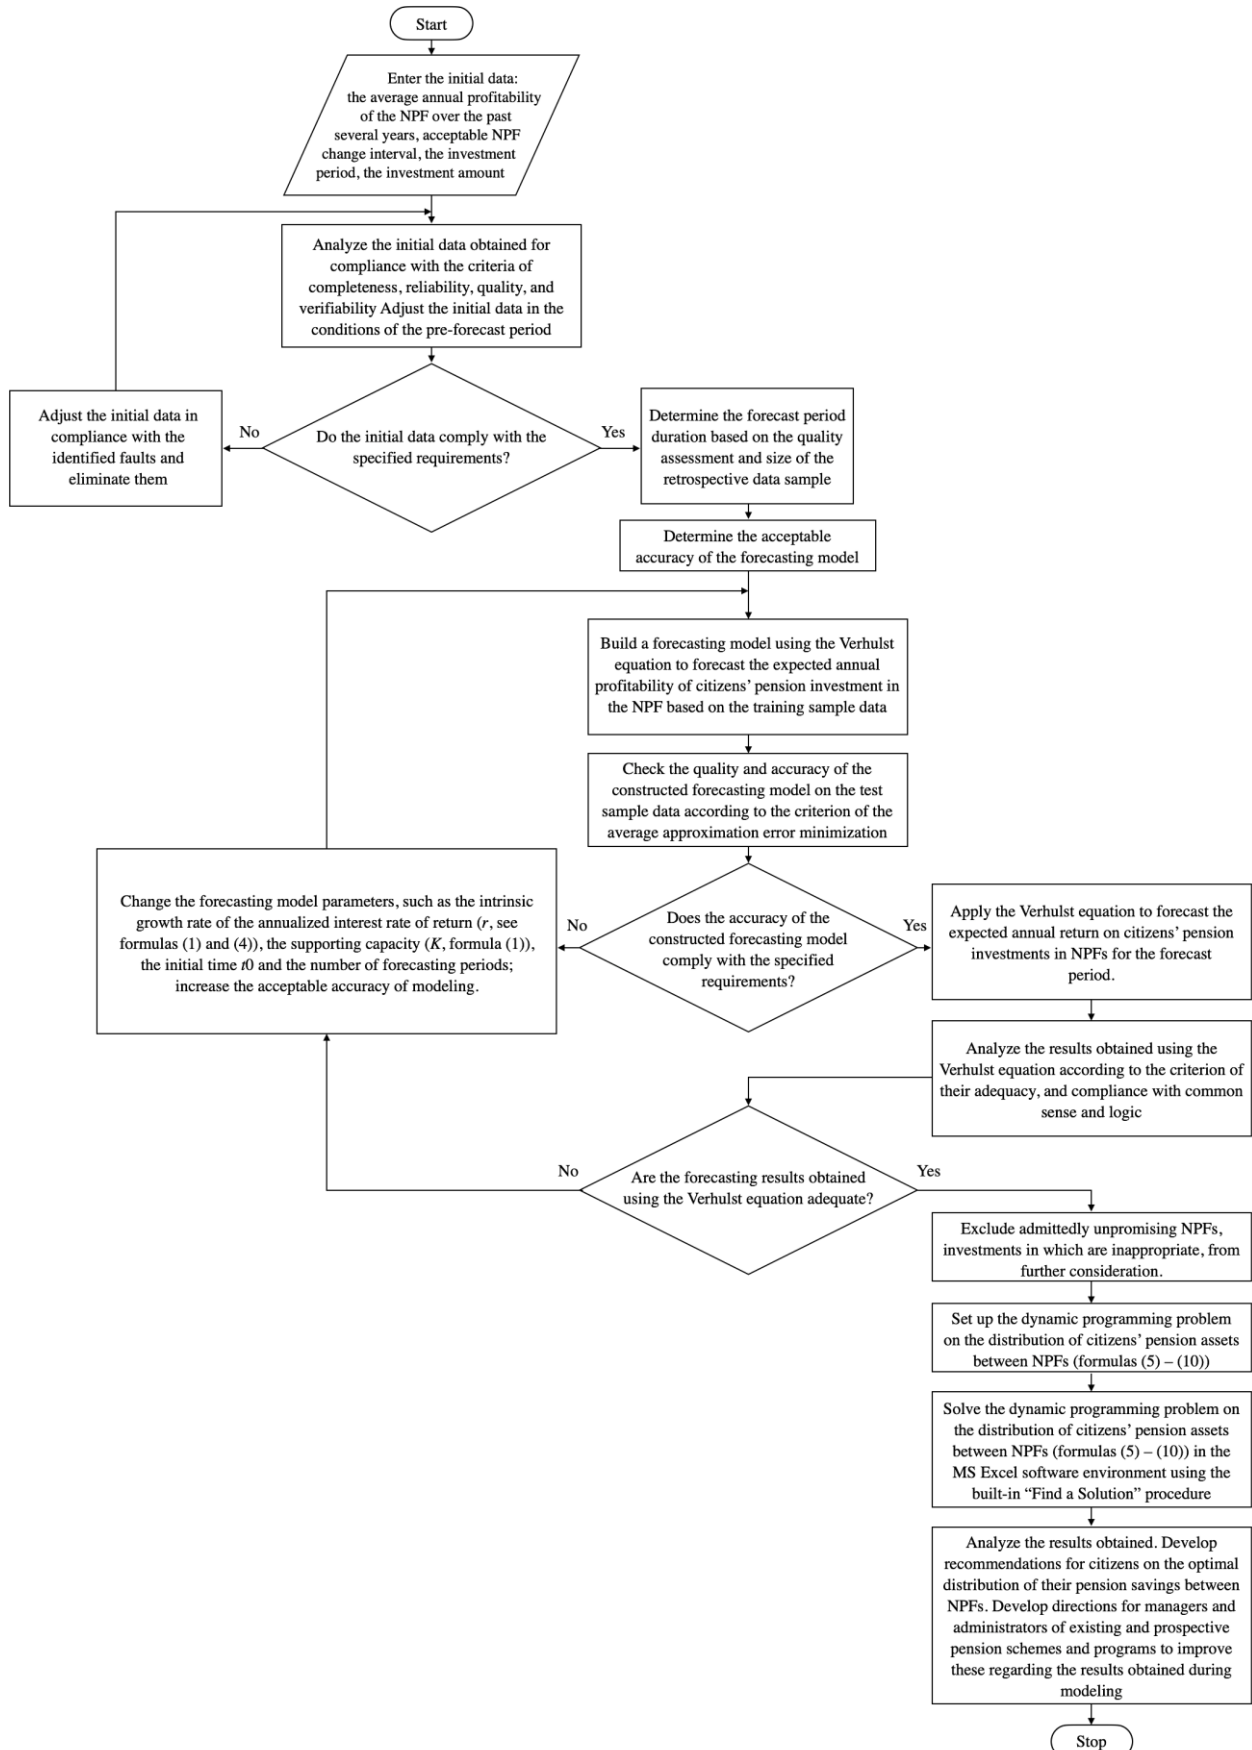 Start
Enter the initial data:
the average annual profitability
of the NPF over the past
several years, acceptable NPF
change interval, the investment
period, the investment amount
Analyze the initial data obtained for
compliance with the criteria of
completeness, reliability, quality, and
verifiability Adjust the initial data in the
conditions of the pre-forecast period
Adjust the initial data in
compliance with the
identified faults and
eliminate them
No
Do the initial data comply with the
specified requirements?
Yes
Determine the forecast period
duration based on the quality
assessment and size of the
retrospective data sample
Determine the acceptable
accuracy of the forecasting model
Build a forecasting model using the Verhulst
equation to forecast the expected annual
profitability of citizens’ pension investment in
the NPF based on the training sample data
Check the quality and accuracy of the
constructed forecasting model on the test
sample data according to the criterion of the
average approximation error minimization
Change the forecasting model parameters, such as the intrinsic
growth rate of the annualized interest rate of return (r, see
formulas (1) and (4)), the supporting capacity (K, formula (1)),
the initial time t0 and the number of forecasting periods;
increase the acceptable accuracy of modeling.
No
Does the accuracy of the
constructed forecasting model
comply with the specified
requirements?
Yes
Apply the Verhulst equation to forecast the
expected annual return on citizens’ pension
investments in NPFs for the forecast
period.
Analyze the results obtained using the
Verhulst equation according to the criterion of
their adequacy, and compliance with common
sense and logic
No
Are the forecasting results obtained
using the Verhulst equation adequate?
Yes
Exclude admittedly unpromising NPFs,
investments in which are inappropriate, from
further consideration.
Set up the dynamic programming problem
on the distribution of citizens’ pension assets
between NPFs (formulas (5) – (10))
Solve the dynamic programming problem on
the distribution of citizens’ pension assets
between NPFs (formulas (5) – (10)) in the
MS Excel software environment using the
built-in “Find a Solution” procedure
Analyze the results obtained. Develop
recommendations for citizens on the optimal
distribution of their pension savings between
NPFs. Develop directions for managers and
administrators of existing and prospective
pension schemes and programs to improve
these regarding the results obtained during
modeling
Stop